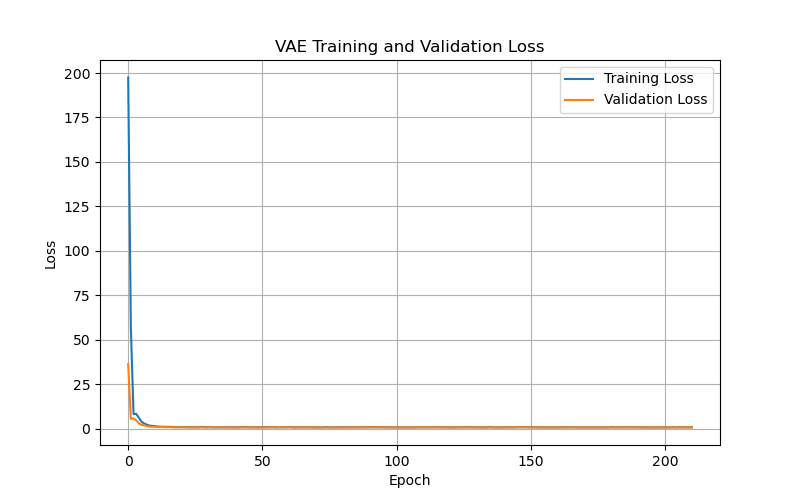 VAE Training and Validation Loss
Training Loss
Validation Loss
200
175
150
125
100
75
50
25
0
Loss
0 50 100 150 200
Epoch